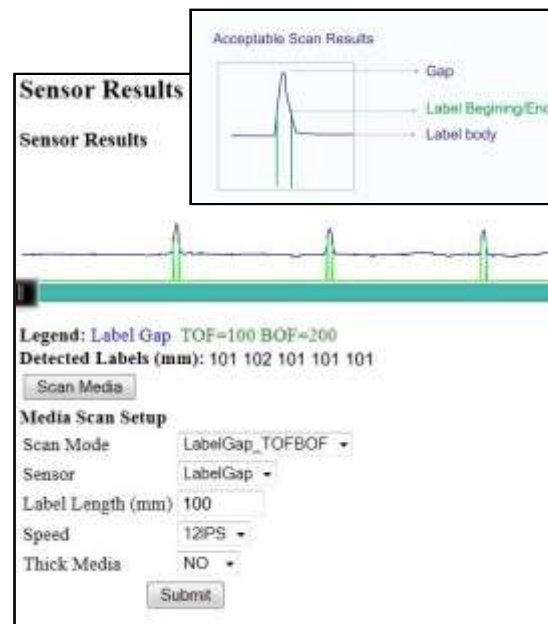 Acceptable Scan Results
Gap
Label Begining/End
Label body
Sensor Results
Sensor Results
Legend: Label Gap TOF=100 BOF=200
Detected Labels (mm): 101 102 101 101 101
Scan Media
Media Scan Setup
Scan Mode LabelGap_TOFBOF
Sensor LabelGap
Label Length (mm) 100
Speed 12IPS
Thick Media NO
Submit